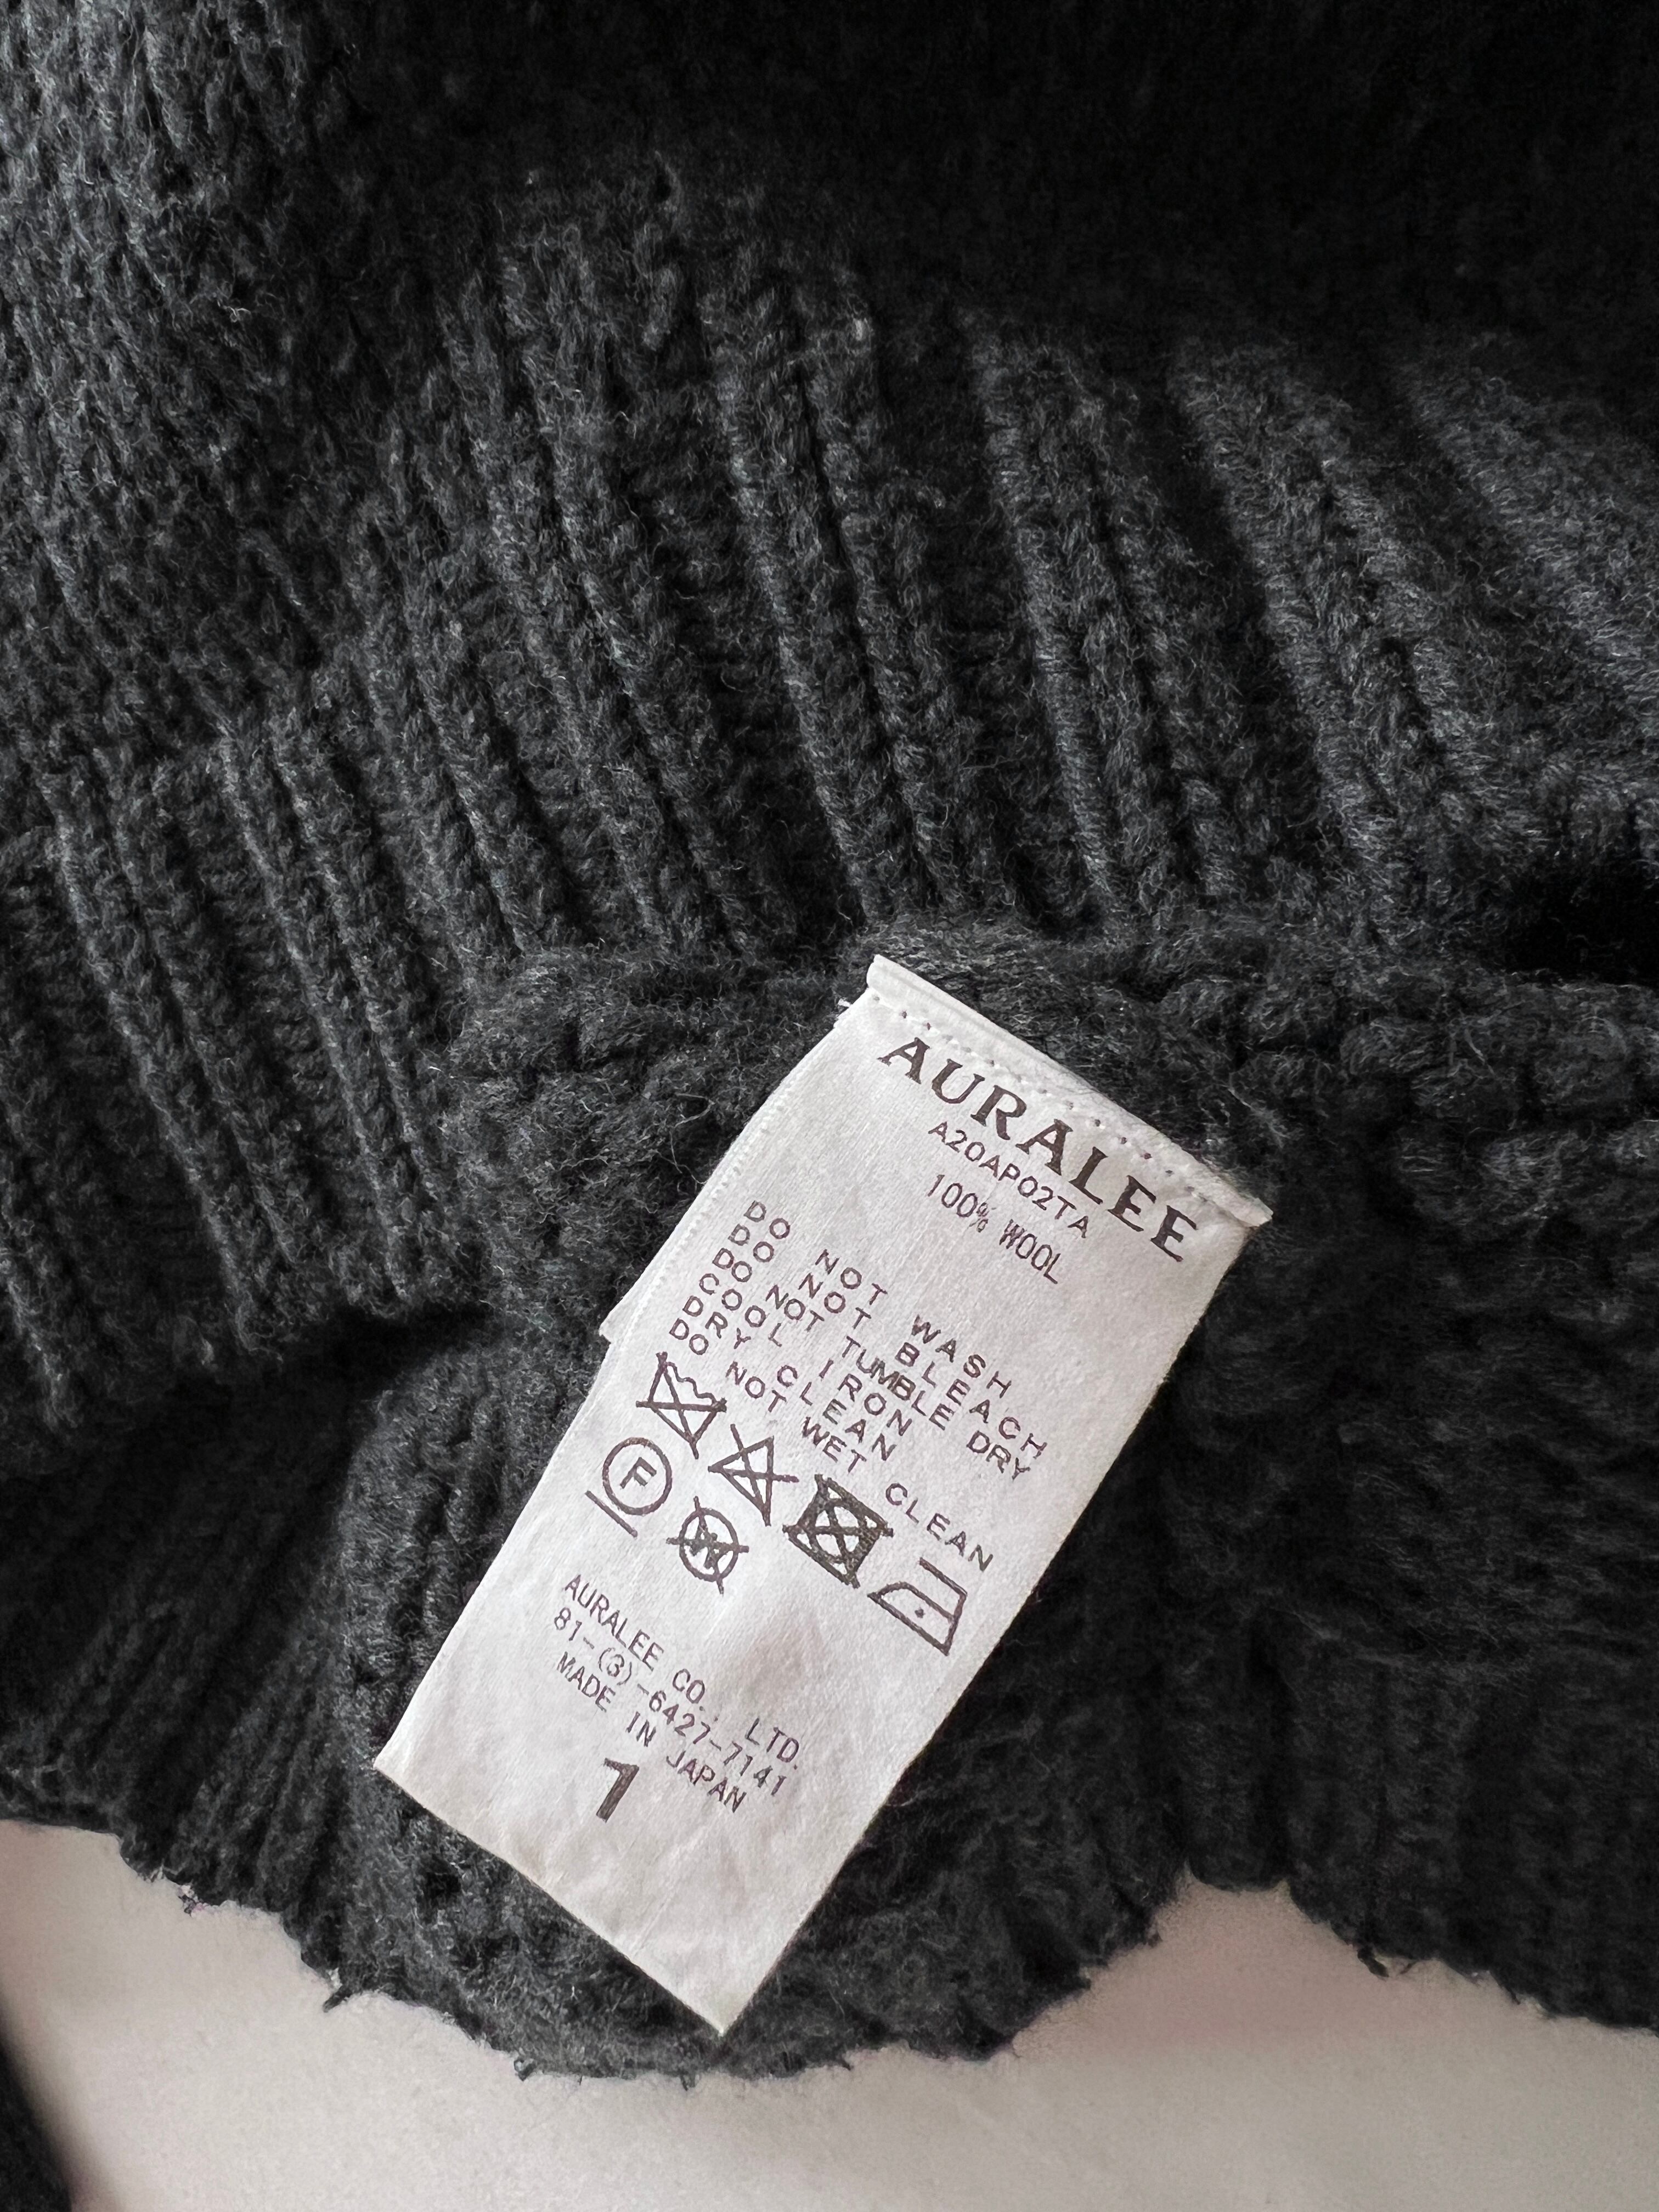 AURALEE
A20AP02TA
100% WOOL
DO NOT WASH
DO NOT BLEACH
DO NOT TUMBLE DRY
COOL IRON
DRY CLEAN
DO NOT WET CLEAN
F
W
AURALEE CO., LTD.
81-(3)-6427-7141
MADE IN JAPAN
1